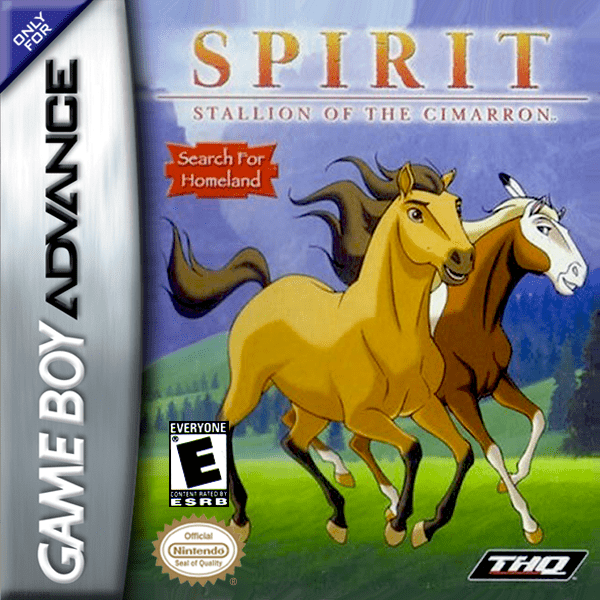 ONLY
FOR
GAME BOY ADVANCE
SPIRIT
STALLION OF THE CIMARRON™
Search For
Homeland
EVERYONE
®
E
CONTENT RATED BY
ESRB
Official
Nintendo
Seal of Quality
®
THQ